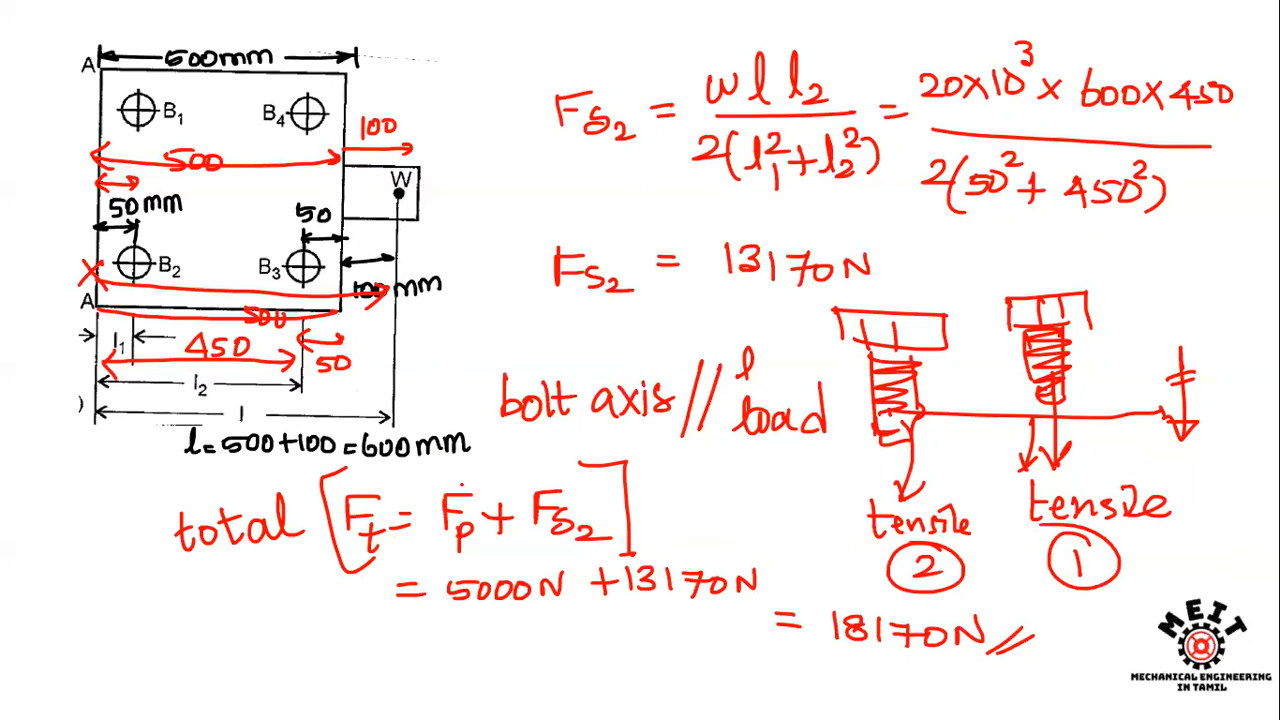 500mm
A
B₁
B₄
100
500
W
50mm
50
B₂
B₃
X
A
100mm
500
l₁
450
50
l₂
)
l
l = 500+100 = 600mm
Fs₂ = W l l₂ / 2(l₁² + l₂²) = 20×10³ × 600×450 / 2(50² + 450²)
Fs₂ = 13170N
bolt axis // l load
tensile
②
tensile
①
total [Ft = Fp + Fs₂]
= 5000N + 13170N
= 18170N //
MEIT
MECHANICAL ENGINEERING
IN TAMIL